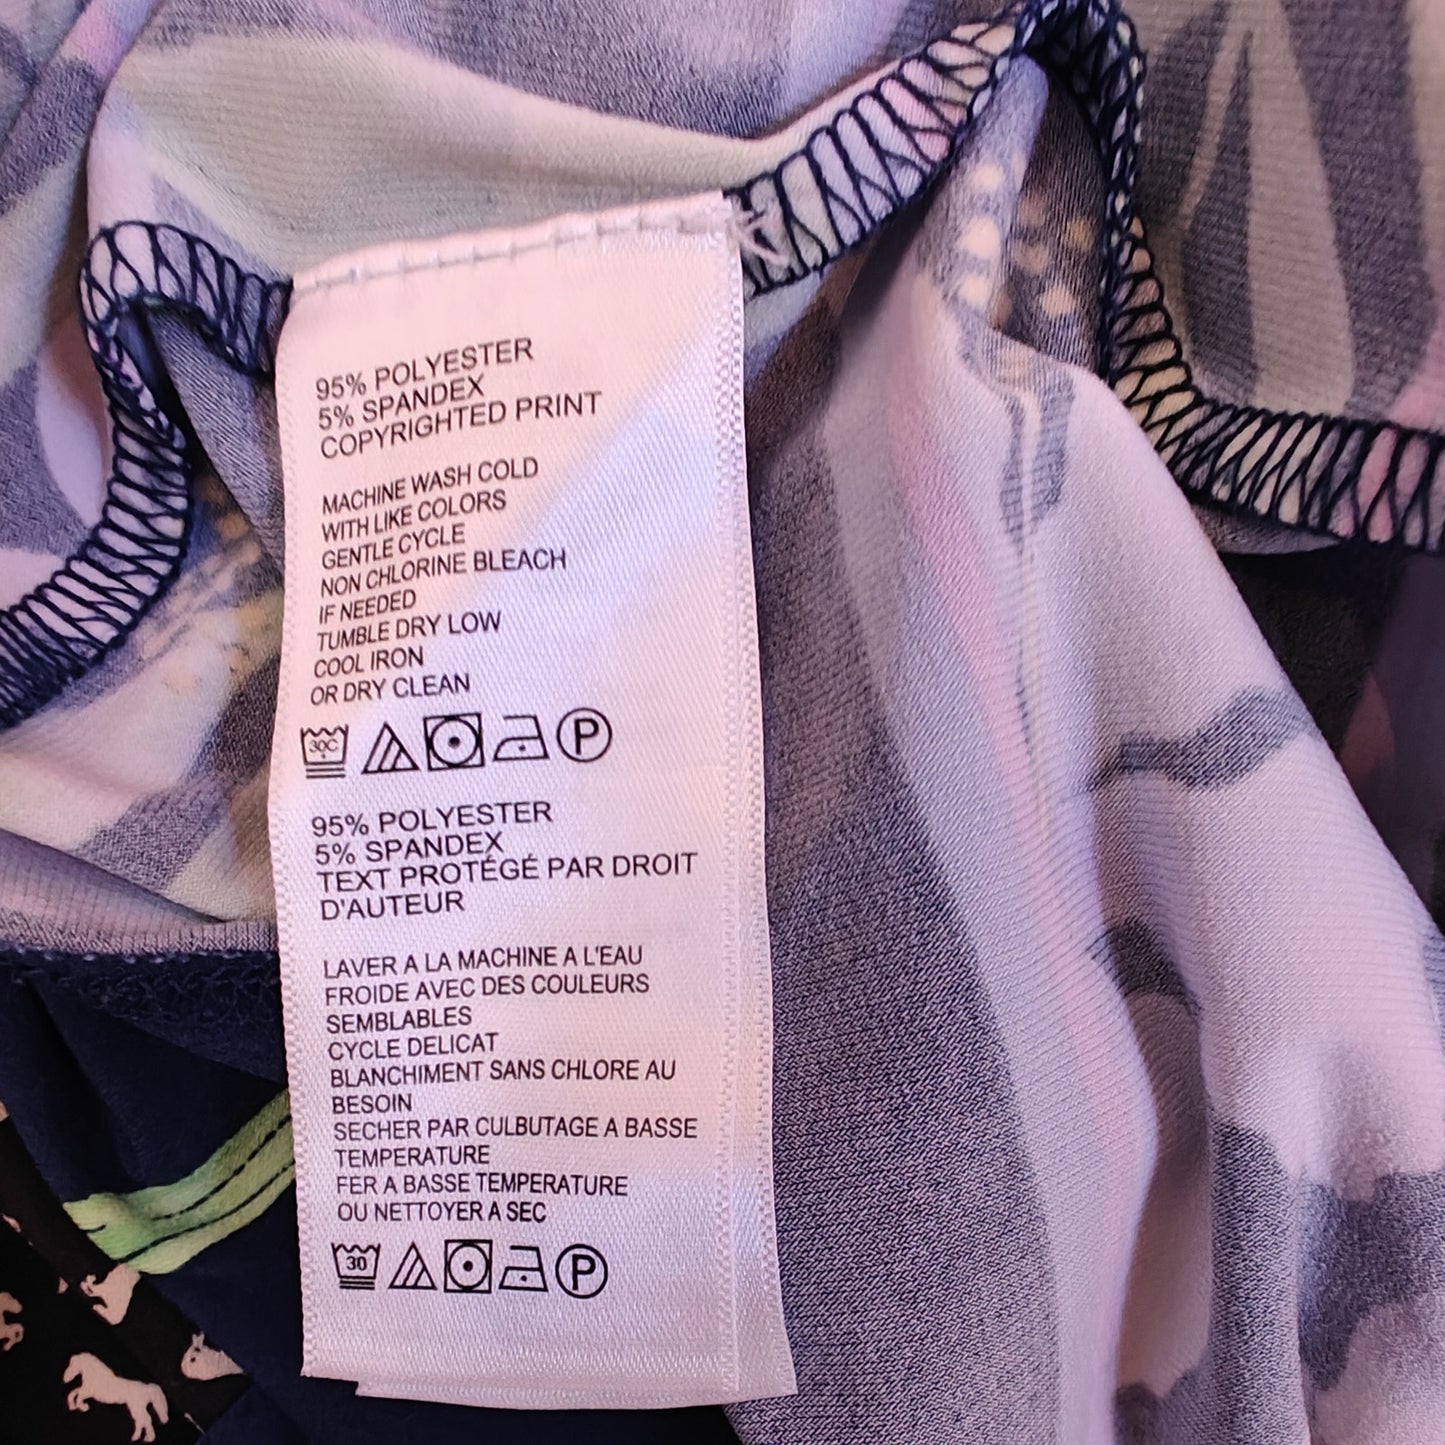 95% POLYESTER
5% SPANDEX
COPYRIGHTED PRINT
MACHINE WASH COLD
WITH LIKE COLORS
GENTLE CYCLE
NON CHLORINE BLEACH
IF NEEDED
TUMBLE DRY LOW
COOL IRON
OR DRY CLEAN
30C P
95% POLYESTER
5% SPANDEX
TEXT PROTÉGÉ PAR DROIT
D'AUTEUR
LAVER A LA MACHINE A L'EAU
FROIDE AVEC DES COULEURS
SEMBLABLES
CYCLE DELICAT
BLANCHIMENT SANS CHLORE AU
BESOIN
SECHER PAR CULBUTAGE A BASSE
TEMPERATURE
FER A BASSE TEMPERATURE
OU NETTOYER A SEC
30 P